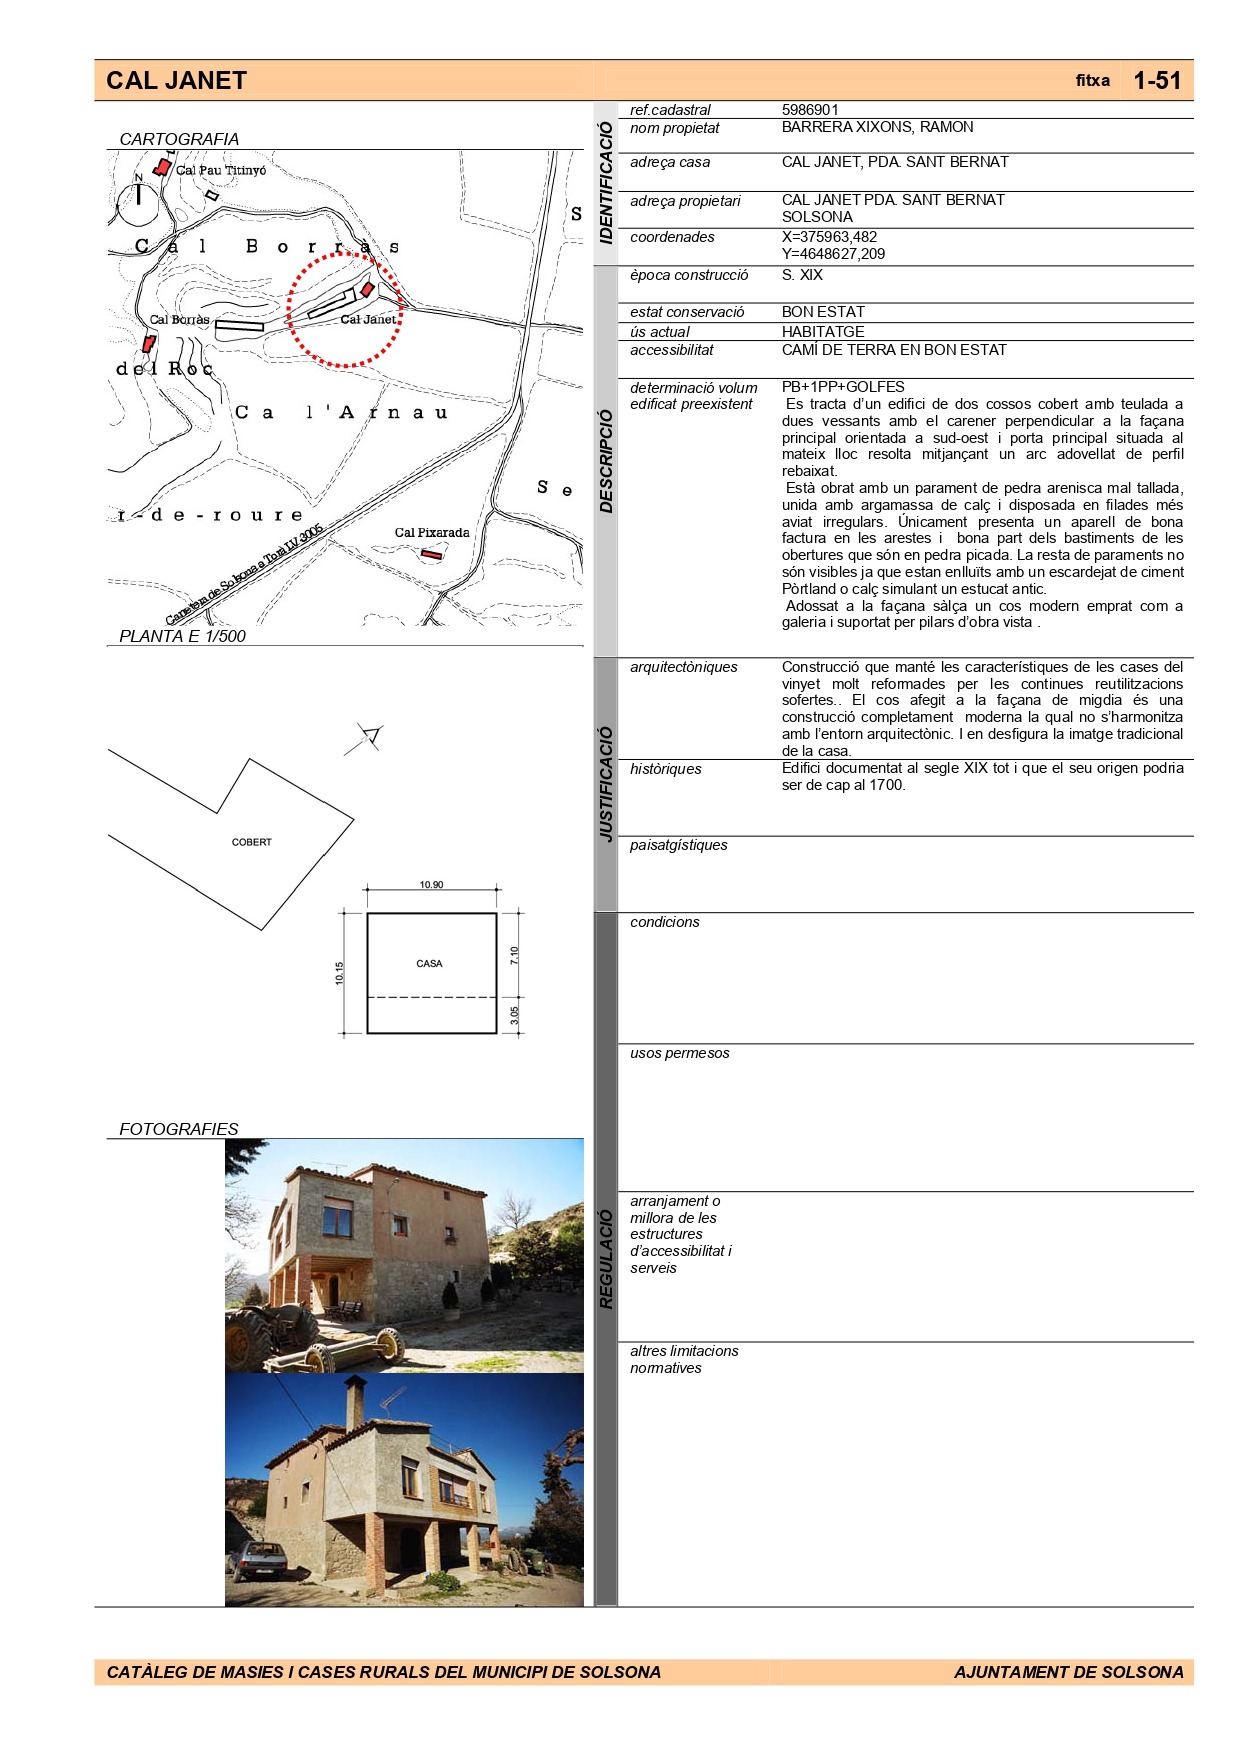 CAL JANET
fitxa 1-51
CARTOGRAFIA
N
Cal Pau Titinyó
S
Cal Borràs
Cal Borràs
Cal Janet
del Roc
Ca l'Arnau
Se
r-de-roure
Cal Pixarada
Carretera de Solsona a Torà LV 3005
PLANTA E 1/500
COBERT
10.90
CASA
10.15
7.10
3.05
FOTOGRAFIES
IDENTIFICACIÓ
ref.cadastral 5986901
nom propietat BARRERA XIXONS, RAMON
adreça casa CAL JANET, PDA. SANT BERNAT
adreça propietari CAL JANET PDA. SANT BERNAT
SOLSONA
coordenades X=375963,482
Y=4648627,209
DESCRIPCIÓ
època construcció S. XIX
estat conservació BON ESTAT
ús actual HABITATGE
accessibilitat CAMÍ DE TERRA EN BON ESTAT
determinació volum PB+1PP+GOLFES
edificat preexistent Es tracta d'un edifici de dos cossos cobert amb teulada a
dues vessants amb el carener perpendicular a la façana
principal orientada a sud-oest i porta principal situada al
mateix lloc resolta mitjançant un arc adovellat de perfil
rebaixat.
Està obrat amb un parament de pedra arenisca mal tallada,
unida amb argamassa de calç i disposada en filades més
aviat irregulars. Únicament presenta un aparell de bona
factura en les arestes i bona part dels bastiments de les
obertures que són en pedra picada. La resta de paraments no
són visibles ja que estan enlluïts amb un escardejat de ciment
Pòrtland o calç simulant un estucat antic.
Adossat a la façana sàlça un cos modern emprat com a
galeria i suportat per pilars d'obra vista .
JUSTIFICACIÓ
arquitectòniques Construcció que manté les característiques de les cases del
vinyet molt reformades per les continues reutilitzacions
sofertes.. El cos afegit a la façana de migdia és una
construcció completament moderna la qual no s'harmonitza
amb l'entorn arquitectònic. I en desfigura la imatge tradicional
de la casa.
històriques Edifici documentat al segle XIX tot i que el seu origen podria
ser de cap al 1700.
paisatgístiques
REGULACIÓ
condicions
usos permesos
arranjament o
millora de les
estructures
d'accessibilitat i
serveis
altres limitacions
normatives
CATÀLEG DE MASIES I CASES RURALS DEL MUNICIPI DE SOLSONA
AJUNTAMENT DE SOLSONA